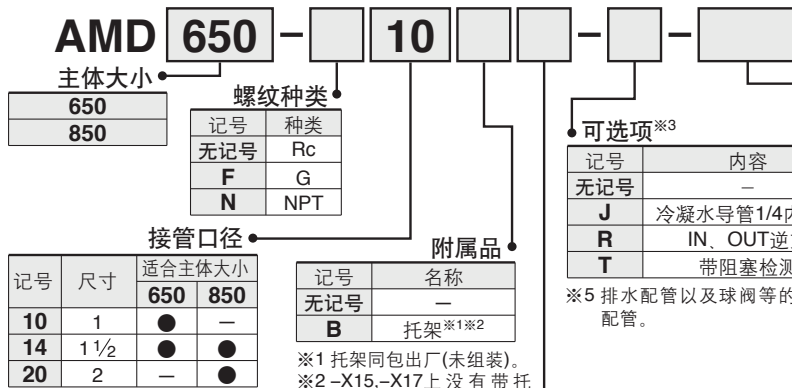 AMD 650 – 10 – –
主体大小
650
850
螺纹种类
记号 种类
无记号 Rc
F G
N NPT
接管口径
记号 尺寸 适合主体大小
650 850
10 1 ● –
14 1 1/2 ● ●
20 2 – ●
附属品
记号 名称
无记号 –
B 托架※1※2
※1 托架同包出厂(未组装)。
※2 –X15,–X17上没有带托
可选项※3
记号 内容
无记号 –
J 冷凝水导管1/4
R IN、OUT逆
T 带阻塞检测
※5 排水配管以及球阀等的
配管。